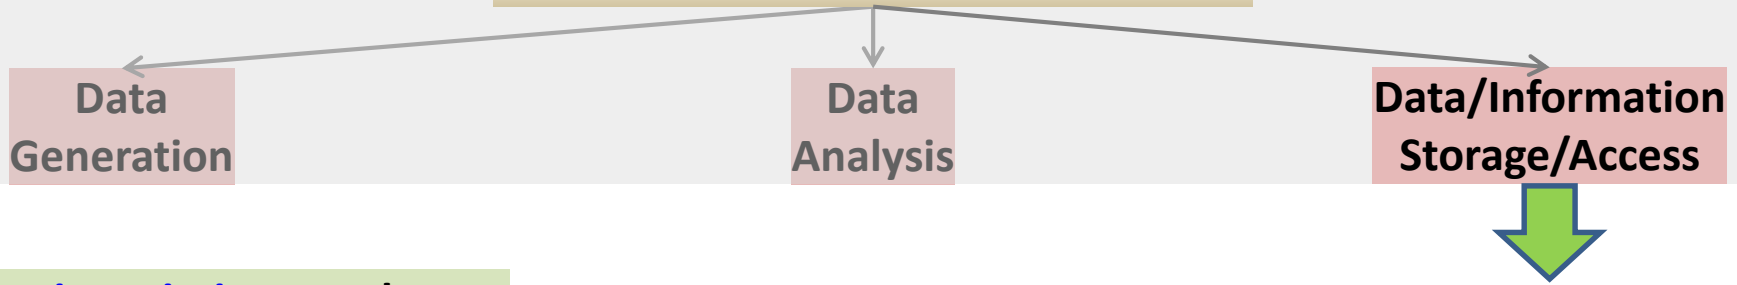 Data
Generation
Data
Analysis
Data/Information
Storage/Access